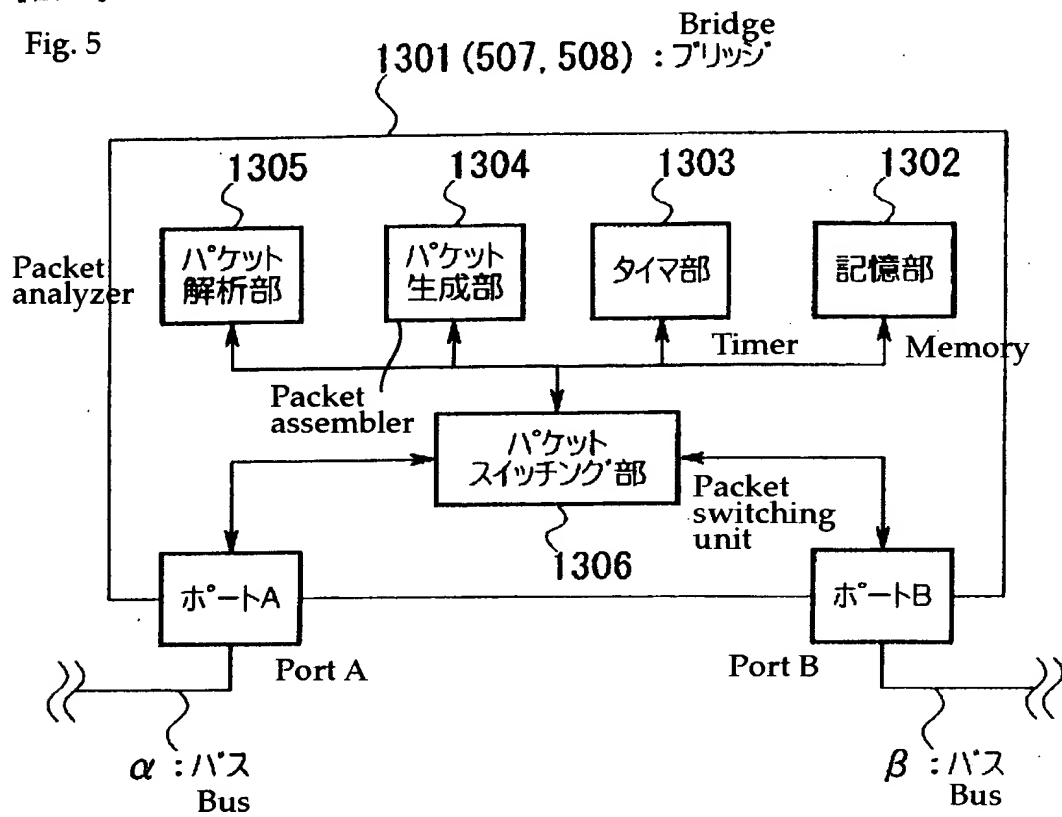 Fig. 5
Bridge
1301 (507, 508) : ブリッジ
1305
1304
1303
1302
Packet
analyzer
パケット
解析部
パケット
生成部
タイマ部
記憶部
Timer
Memory
Packet
assembler
パケット
スイッチング部
Packet
switching
unit
1306
ポートA
ポートB
Port A
Port B
α : バス
Bus
β : バス
Bus